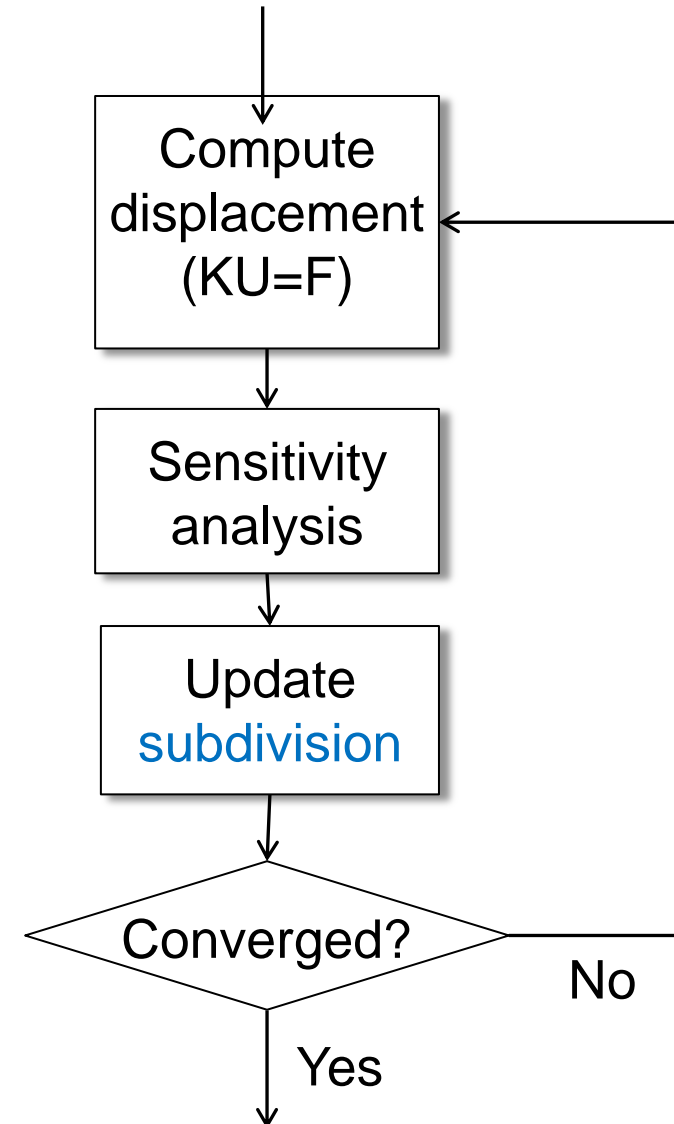 Compute
displacement
(KU=F)
Sensitivity
analysis
Update
subdivision
Converged?
No
Yes